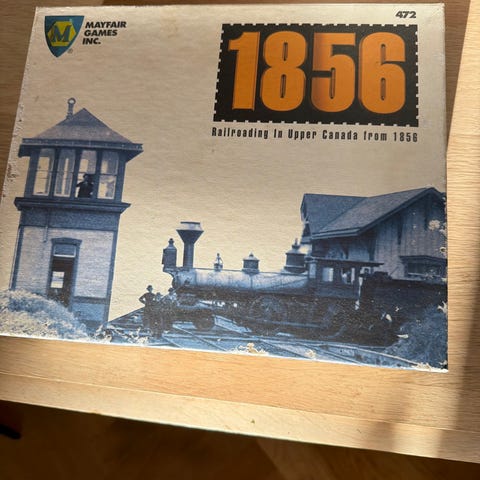 M
MAYFAIR
GAMES
INC.
472
1856
Railroading in Upper Canada from 1856